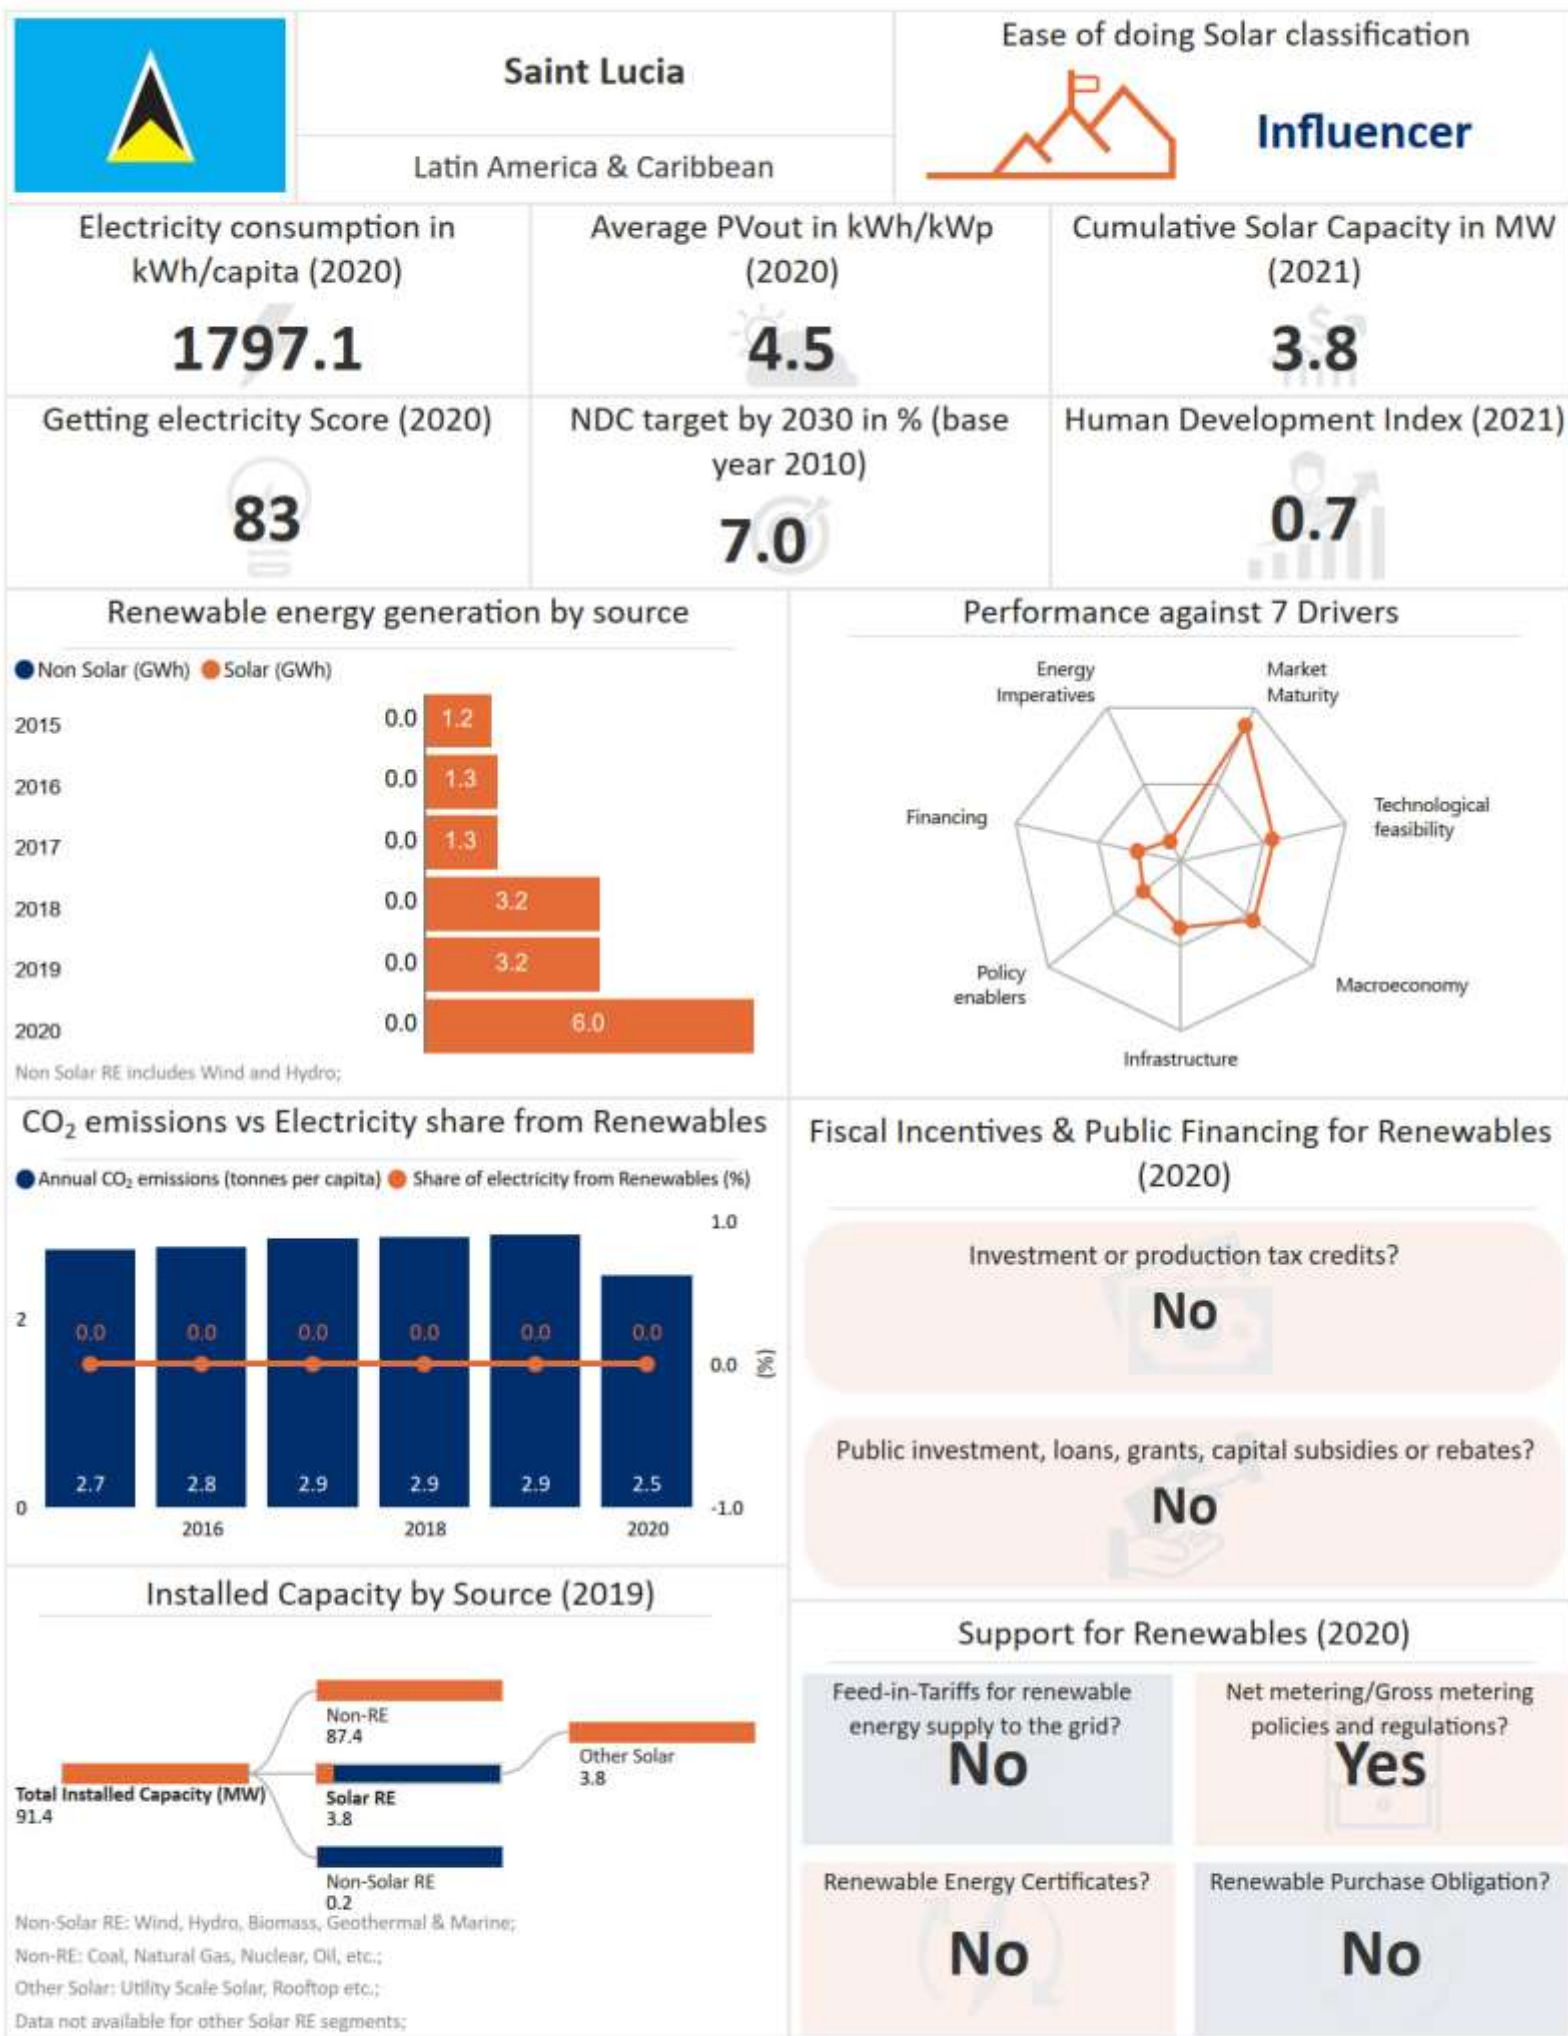 Saint Lucia
Latin America & Caribbean
Ease of doing Solar classification
Influencer
Electricity consumption in
kWh/capita (2020)
1797.1
Average PVout in kWh/kWp
(2020)
4.5
Cumulative Solar Capacity in MW
(2021)
3.8
Getting electricity Score (2020)
83
NDC target by 2030 in % (base
year 2010)
7.0
Human Development Index (2021)
0.7
Renewable energy generation by source
Non Solar (GWh) Solar (GWh)
2015 0.0 1.2
2016 0.0 1.3
2017 0.0 1.3
2018 0.0 3.2
2019 0.0 3.2
2020 0.0 6.0
Non Solar RE includes Wind and Hydro;
Performance against 7 Drivers
Energy
Imperatives
Market
Maturity
Financing
Technological
feasibility
Policy
enablers
Macroeconomy
Infrastructure
CO₂ emissions vs Electricity share from Renewables
Annual CO₂ emissions (tonnes per capita) Share of electricity from Renewables (%)
1.0
2
0.0 0.0 0.0 0.0 0.0 0.0
0.0 (%)
2.7 2.8 2.9 2.9 2.9 2.5
0 -1.0
2016 2018 2020
Fiscal Incentives & Public Financing for Renewables
(2020)
Investment or production tax credits?
No
Public investment, loans, grants, capital subsidies or rebates?
No
Installed Capacity by Source (2019)
Non-RE
87.4
Other Solar
3.8
Total Installed Capacity (MW)
91.4
Solar RE
3.8
Non-Solar RE
0.2
Non-Solar RE: Wind, Hydro, Biomass, Geothermal & Marine;
Non-RE: Coal, Natural Gas, Nuclear, Oil, etc.;
Other Solar: Utility Scale Solar, Rooftop etc.;
Data not available for other Solar RE segments;
Support for Renewables (2020)
Feed-in-Tariffs for renewable
energy supply to the grid?
No
Net metering/Gross metering
policies and regulations?
Yes
Renewable Energy Certificates?
No
Renewable Purchase Obligation?
No